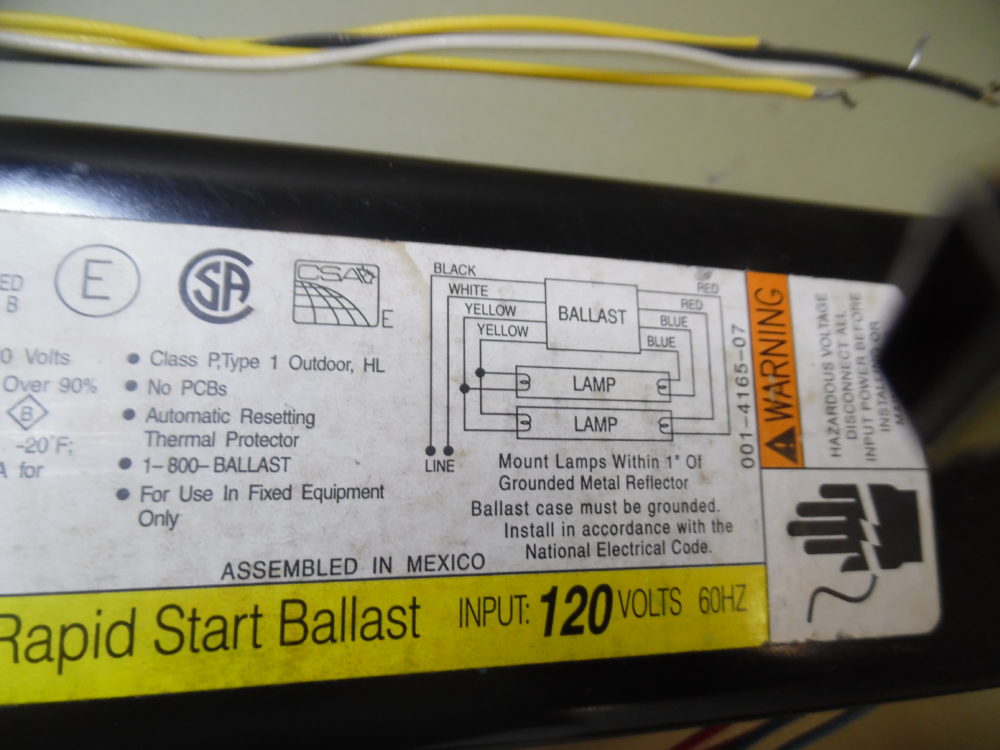 ED
B
E
CSA
CSA
E
0 Volts
Over 90%
B
-20°F;
A for
• Class P,Type 1 Outdoor, HL
• No PCBs
• Automatic Resetting
Thermal Protector
• 1-800-BALLAST
• For Use In Fixed Equipment
Only
BLACK
WHITE
YELLOW
YELLOW
BALLAST
RED
RED
BLUE
BLUE
LAMP
LAMP
LINE
Mount Lamps Within 1" Of
Grounded Metal Reflector
Ballast case must be grounded.
Install in accordance with the
National Electrical Code.
001-4165-07
WARNING
HAZARDOUS VOLTAGE
DISCONNECT ALL
INPUT POWER BEFORE
OR
ASSEMBLED IN MEXICO
Rapid Start Ballast INPUT: 120 VOLTS 60HZ